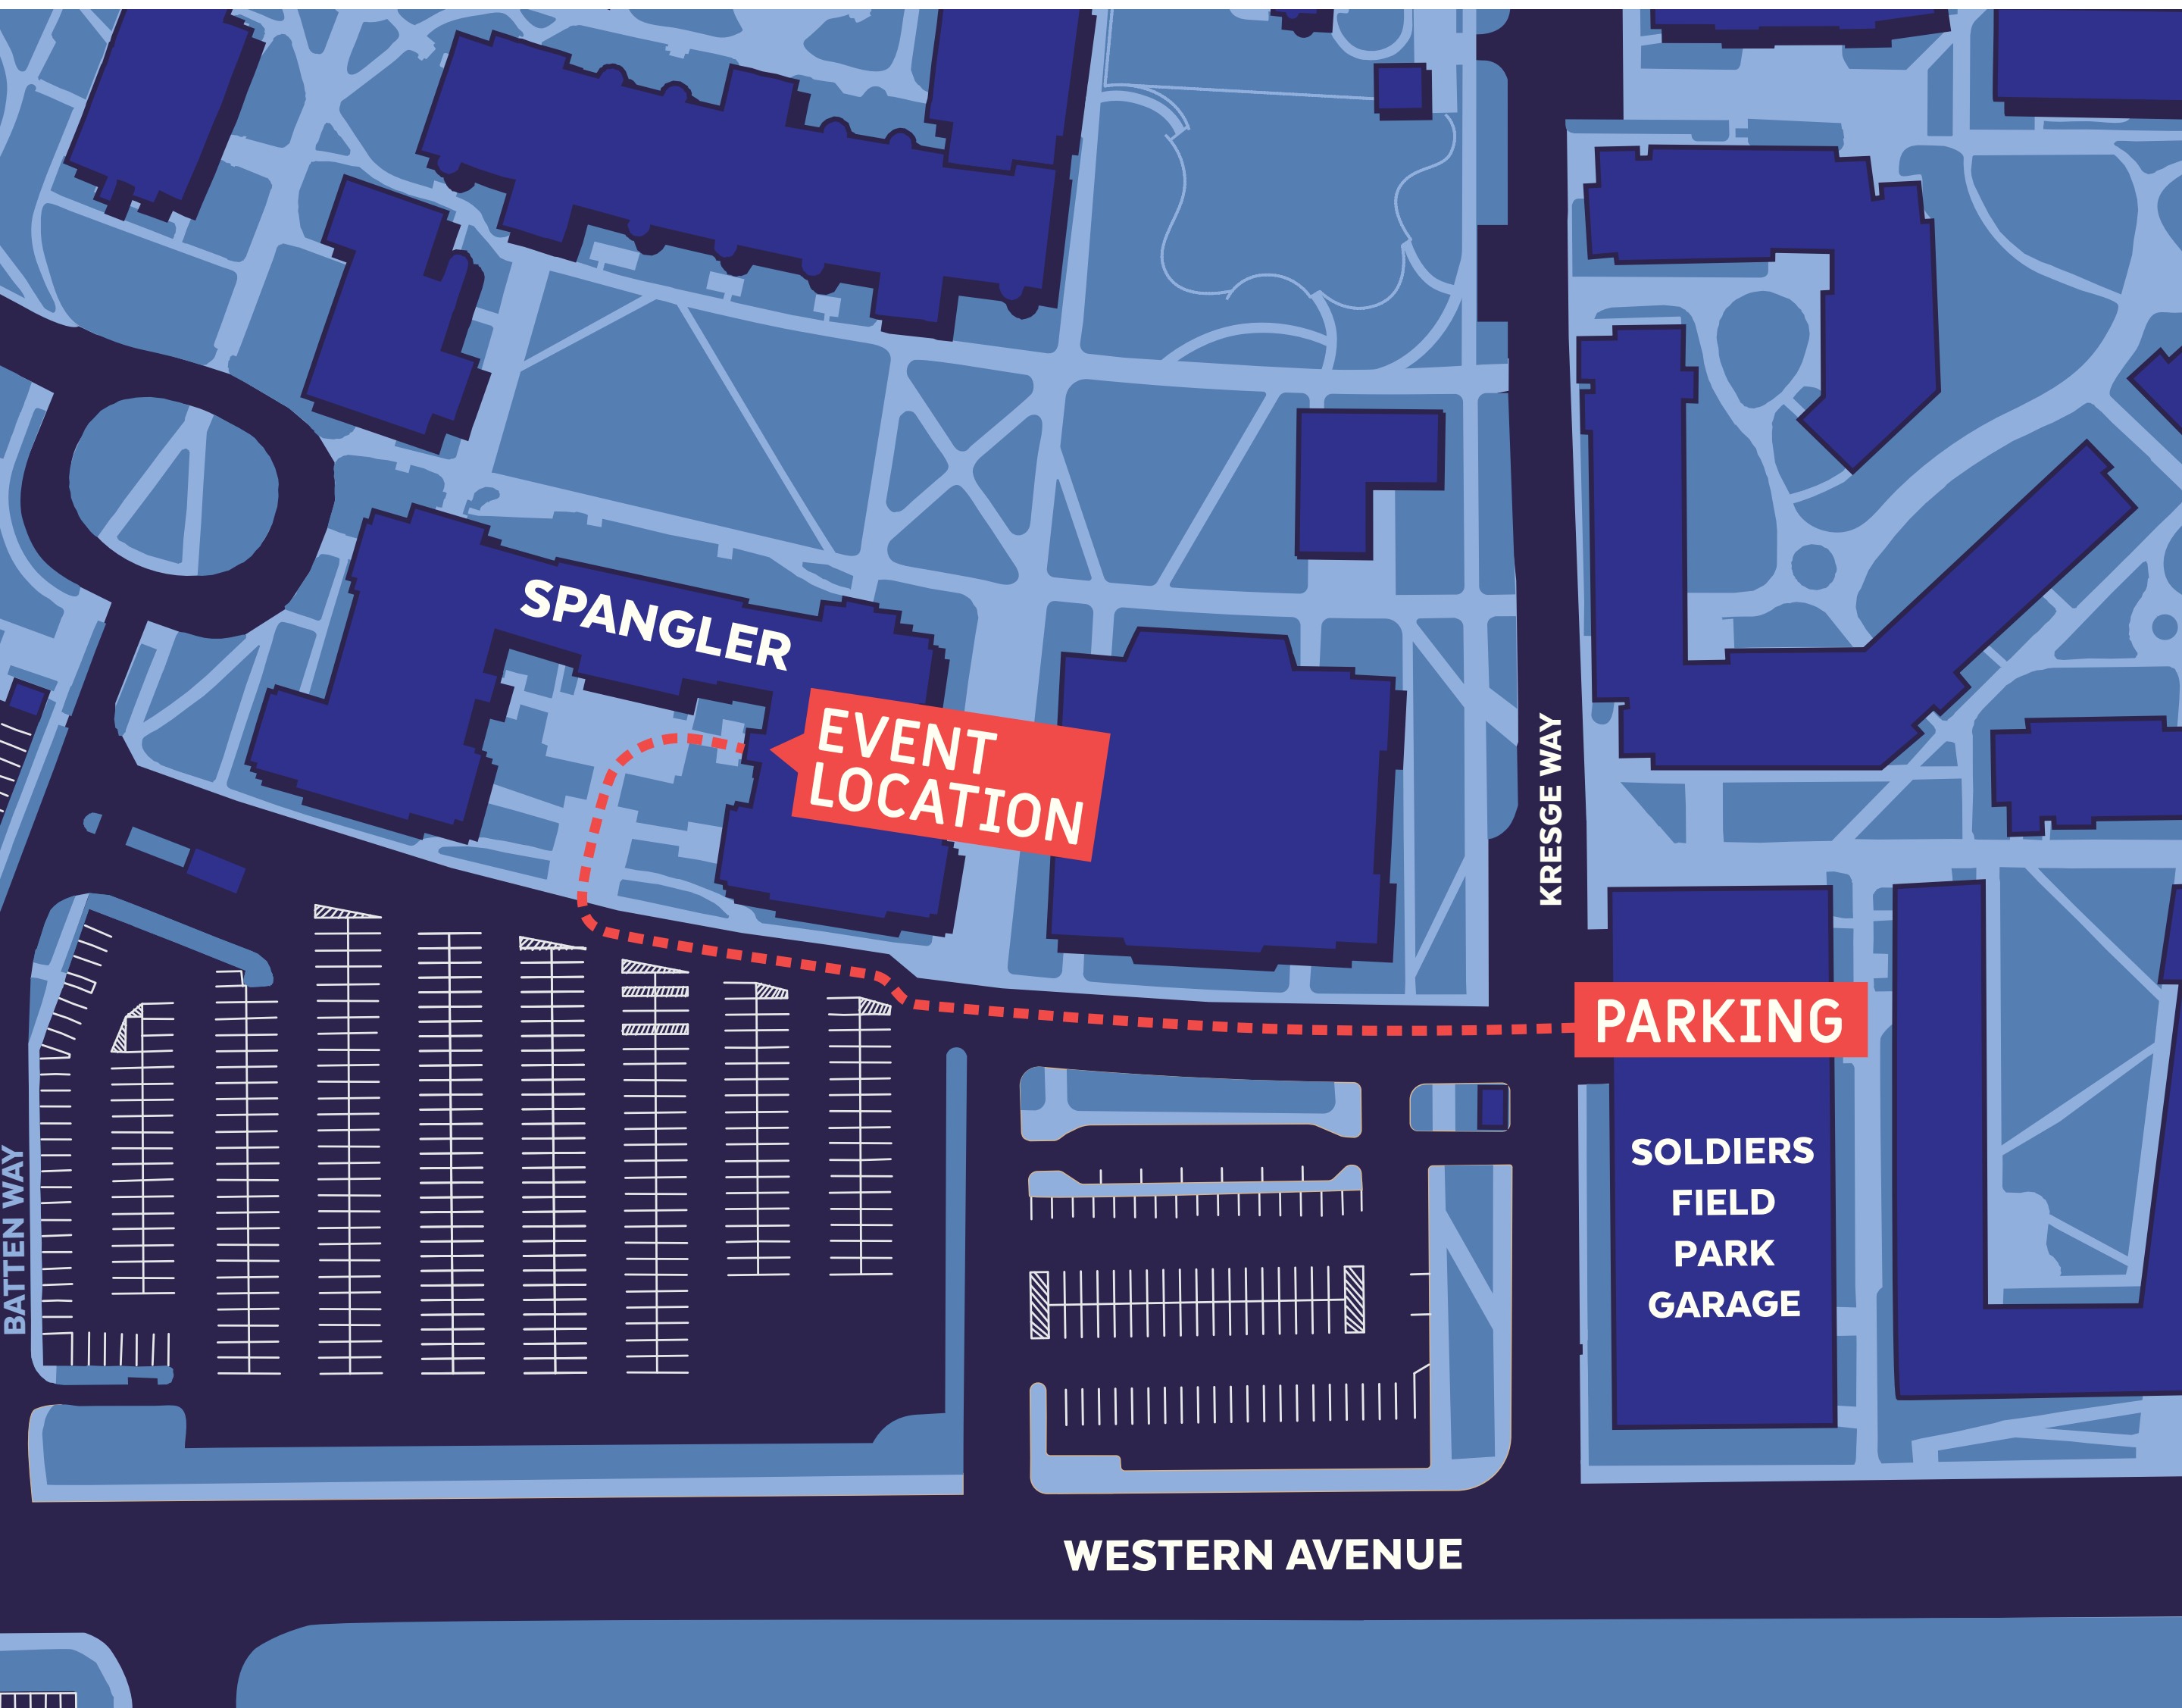 SPANGLER
EVENT
LOCATION
KRESGE WAY
PARKING
SOLDIERS
FIELD
PARK
GARAGE
BATTEN WAY
WESTERN AVENUE